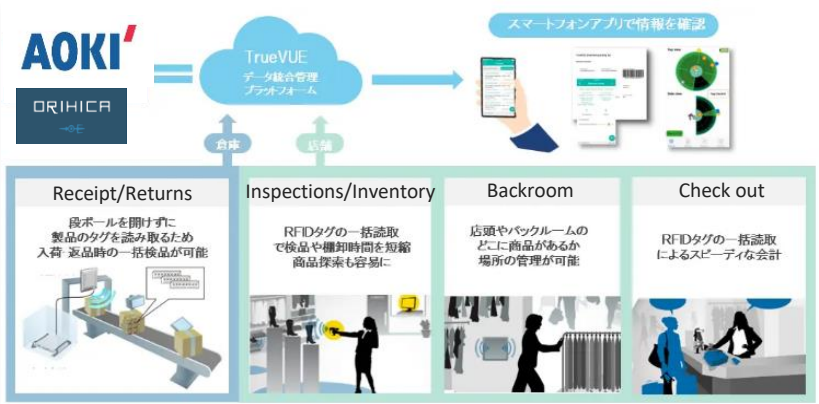 スマートフォンアプリで情報を確認
AOKI
ORIHICA
TrueVUE
データ統合管理
プラットフォーム
倉庫
店舗
Receipt/Returns
段ボールを開けずに
製品のタグを読み取るため
入荷・返品時の一括検品が可能
Inspections/Inventory
RFIDタグの一括読取
で検品や棚卸時間を短縮
商品探索も容易に
Backroom
店頭やバックルームの
どこに商品があるか
場所の管理が可能
Check out
RFIDタグの一括読取
によるスピーディな会計